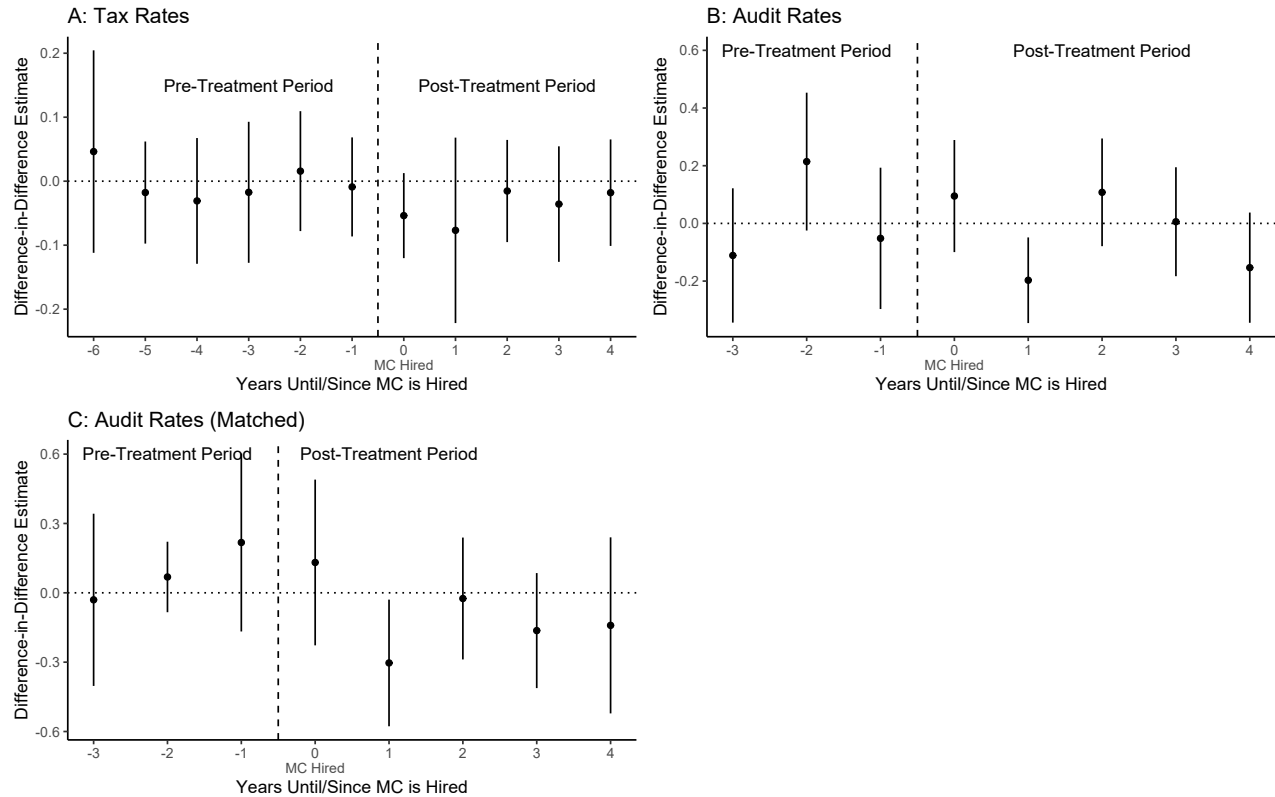 A: Tax Rates
Difference-in-Difference Estimate
0.2
0.1
0.0
-0.1
-0.2
Pre-Treatment Period
Post-Treatment Period
-6 -5 -4 -3 -2 -1 0 1 2 3 4
MC Hired
Years Until/Since MC is Hired
B: Audit Rates
Difference-in-Difference Estimate
0.6
0.4
0.2
0.0
-0.2
Pre-Treatment Period
Post-Treatment Period
-3 -2 -1 0 1 2 3 4
MC Hired
Years Until/Since MC is Hired
C: Audit Rates (Matched)
Difference-in-Difference Estimate
0.6
0.3
0.0
-0.3
-0.6
Pre-Treatment Period
Post-Treatment Period
-3 -2 -1 0 1 2 3 4
MC Hired
Years Until/Since MC is Hired